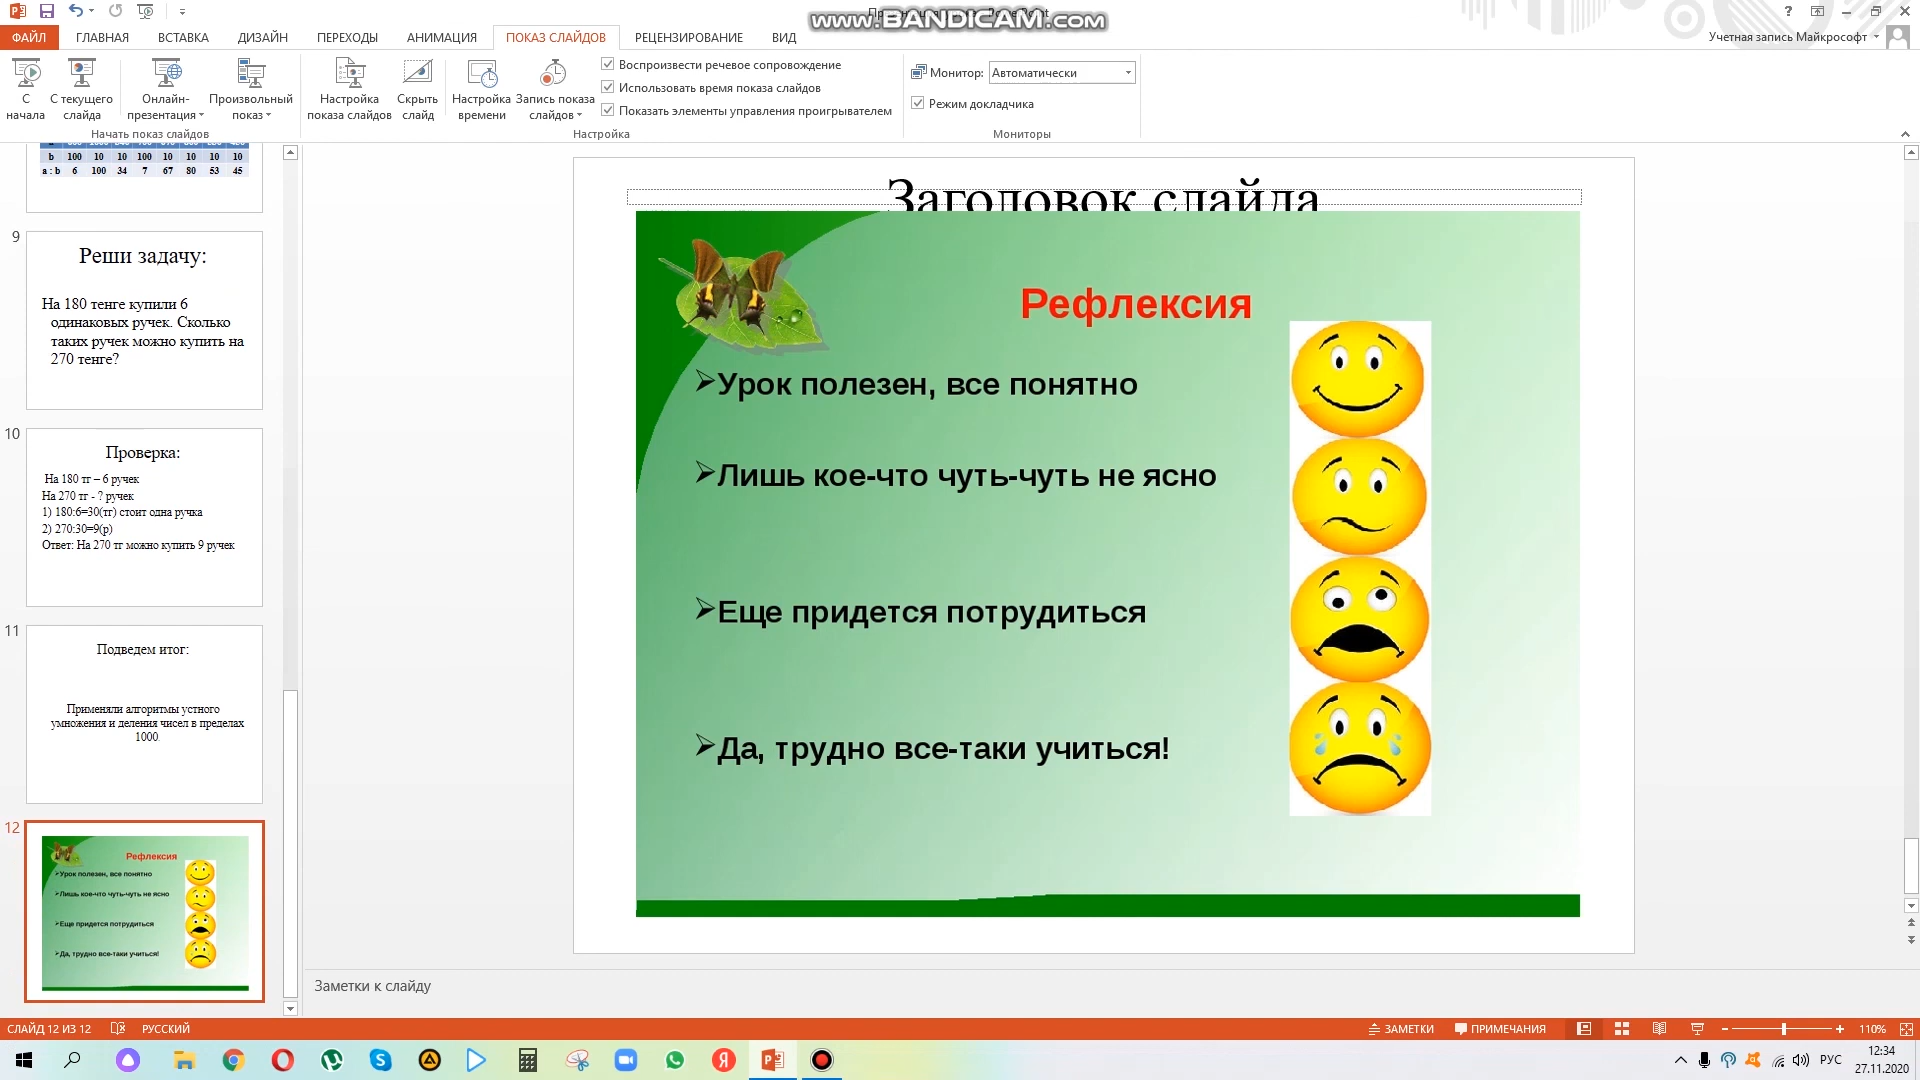 www.BANDICAM.com
ФАЙЛ ГЛАВНАЯ ВСТАВКА ДИЗАЙН ПЕРЕХОДЫ АНИМАЦИЯ ПОКАЗ СЛАЙДОВ РЕЦЕНЗИРОВАНИЕ ВИД
Учетная запись Майкрософт
С начала
С текущего слайда
Онлайн-презентация
Произвольный показ
Начать показ слайдов
Настройка показа слайдов
Скрыть слайд
Настройка времени
Запись показа слайдов
Воспроизвести речевое сопровождение
Использовать время показа слайдов
Показать элементы управления проигрывателем
Настройка
Монитор: Автоматически
Режим докладчика
Мониторы
b 100 10 10 100 10 10 10 10
a : b 6 100 34 7 67 80 53 45
9
Реши задачу:
На 180 тенге купили 6
одинаковых ручек. Сколько
таких ручек можно купить на
270 тенге?
10
Проверка:
На 180 тг – 6 ручек
На 270 тг - ? ручек
1) 180:6=30(тг) стоит одна ручка
2) 270:30=9(р)
Ответ: На 270 тг можно купить 9 ручек
11
Подведем итог:
Применяли алгоритмы устного
умножения и деления чисел в пределах
1000
12
Рефлексия
Урок полезен, все понятно
Лишь кое-что чуть-чуть не ясно
Еще придется потрудиться
Да, трудно все-таки учиться!
Заголовок слайда
Рефлексия
Урок полезен, все понятно
Лишь кое-что чуть-чуть не ясно
Еще придется потрудиться
Да, трудно все-таки учиться!
Заметки к слайду
СЛАЙД 12 ИЗ 12 РУССКИЙ
ЗАМЕТКИ ПРИМЕЧАНИЯ 110%
РУС
12:34
27.11.2020